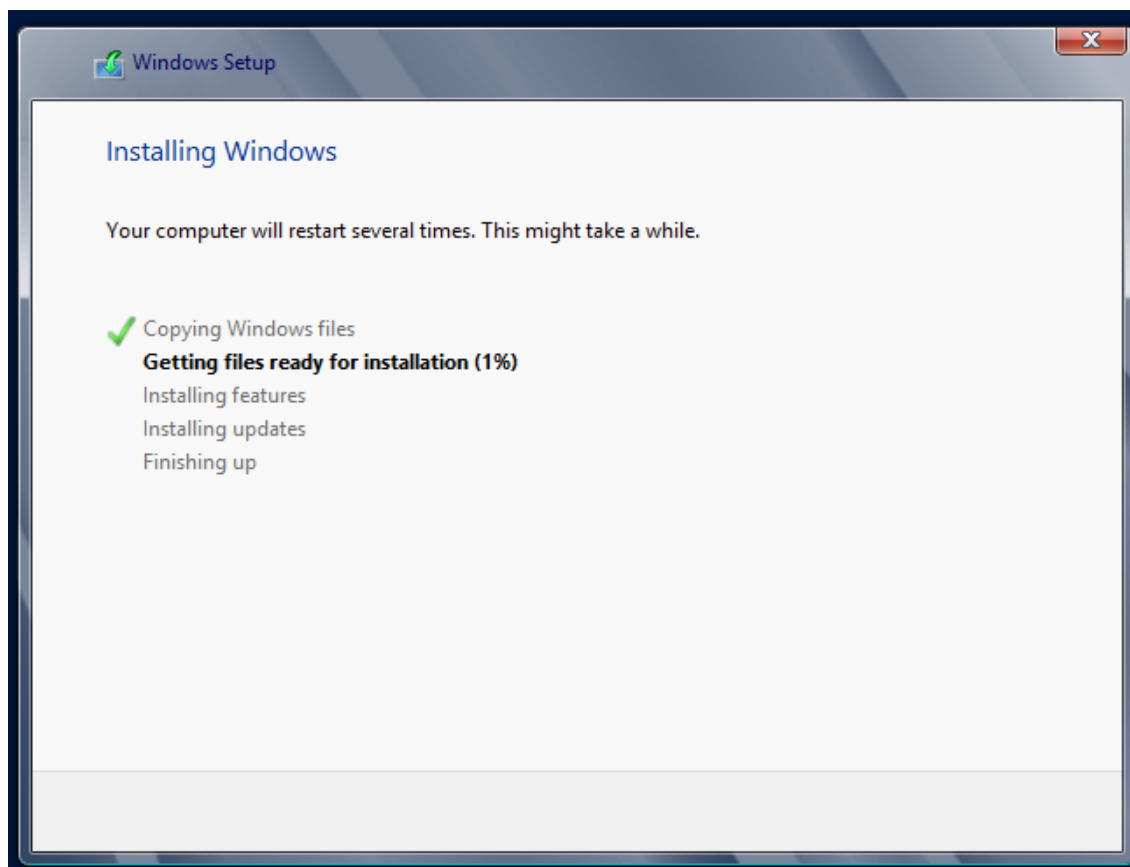 Windows Setup
Installing Windows
Your computer will restart several times. This might take a while.
Copying Windows files
Getting files ready for installation (1%)
Installing features
Installing updates
Finishing up